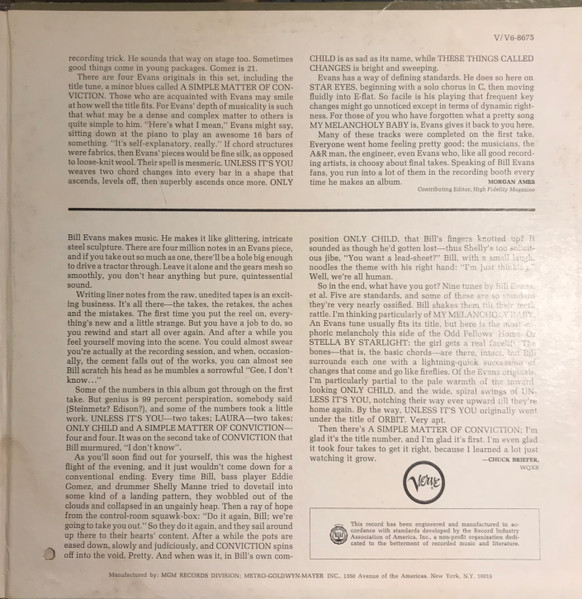 V/V6-8675
recording trick. He sounds that way on stage too. Sometimes
good things come in young packages. Gomez is 21.
There are four Evans originals in this set, including the
title tune, a minor blues called A SIMPLE MATTER OF CON-
VICTION. Those who are acquainted with Evans may smile
at how well the title fits. For Evans' depth of musicality is such
that what may be a dense and complex matter to others is
quite simple to him. "Here's what I mean," Evans might say,
sitting down at the piano to play an awesome 16 bars of
something. "It's self-explanatory, really." If chord structures
were fabrics, then Evans' pieces would be fine silk, as opposed
to loose-knit wool. Their spell is mesmeric. UNLESS IT'S YOU
weaves two chord changes into every bar in a shape that
ascends, levels off, then superbly ascends once more. ONLY
CHILD is as sad as its name, while THESE THINGS CALLED
CHANGES is bright and sweeping.
Evans has a way of defining standards. He does so here on
STAR EYES, beginning with a solo chorus in C, then moving
fluidly into E-flat. So facile is his playing that frequent key
changes might go unnoticed except in terms of dynamic right-
ness. For those of you who have forgotten what a pretty song
MY MELANCHOLY BABY is, Evans gives it back to you here.
Many of these tracks were completed on the first take.
Everyone went home feeling pretty good; the musicians, the
A&R man, the engineer, even Evans who, like all good record-
ing artists, is choosy about final takes. Speaking of Bill Evans
fans, you run into a lot of them in the recording booth every
time he makes an album. MORGAN AMES
Contributing Editor, High Fidelity Magazine
Bill Evans makes music. He makes it like glittering, intricate
steel sculpture. There are four million notes in an Evans piece,
and if you take out so much as one, there'll be a hole big enough
to drive a tractor through. Leave it alone and the gears mesh so
smoothly, you don't hear anything but pure, quintessential
sound.
Writing liner notes from the raw, unedited tapes is an excit-
ing business. It's all there—the takes, the retakes, the aches
and the mistakes. The first time you put the reel on, every-
thing's new and a little strange. But you have a job to do, so
you rewind and start all over again. And after a while you
feel yourself moving into the scene. You could almost swear
you're actually at the recording session, and when, occasion-
ally, the cement falls out of the works, you can almost see
Bill scratch his head as he mumbles a sorrowful "Gee, I don't
know..."
Some of the numbers in this album got through on the first
take. But genius is 99 percent perspiration, somebody said
[Steinmetz? Edison?], and some of the numbers took a little
work. UNLESS IT'S YOU—two takes; LAURA—two takes;
ONLY CHILD and A SIMPLE MATTER OF CONVICTION—
four and four. It was on the second take of CONVICTION that
Bill murmured, "I don't know".
As you'll soon find out for yourself, this was the highest
flight of the evening, and it just wouldn't come down for a
conventional ending. Every time Bill, bass player Eddie
Gomez, and drummer Shelly Manne tried to dovetail into
some kind of a landing pattern, they wobbled out of the
clouds and collapsed in an ungainly heap. Then a ray of hope
from the control-room squawk-box: "Do it again, Bill; we're
going to take you out." So they do it again, and they sail around
up there to their hearts' content. After a while the pots are
eased down, slowly and judiciously, and CONVICTION spins
off into the void. Pretty. And when was it, in Bill's own com-
position ONLY CHILD, that Bill's fingers knotted up? It
sounded as though he'd gotten lost—thus Shelly's too
ous jibe, "You want a lead-sheet?" Bill, with a small laugh,
noodles the theme with his right hand: "I'm just thinking."
Well, we're all human.
So in the end, what have you got? Nine tunes by Bill Evans,
et al. Five are standards, and some of these are so standard
they're very nearly ossified. Bill shakes them till their
rattle. I'm thinking particularly of MY MELANCHOLY BABY.
An Evans tune usually fits its title, but here is the most
phoric melancholy this side of the Odd Fellows' Home. Or
STELLA BY STARLIGHT: the girl gets a real facelift. The
bones—that is, the basic chords—are there, intact, but Bill
surrounds each one with a lightning-quick succession of
changes that come and go like fireflies. Of the Evans originals,
I'm particularly partial to the pale warmth of the inward
looking ONLY CHILD, and the wide, spiral swings of UN-
LESS IT'S YOU, notching their way ever upward till they're
home again. By the way, UNLESS IT'S YOU originally went
under the title of ORBIT. Very apt.
Then there's A SIMPLE MATTER OF CONVICTION; I'm
glad it's the number, and I'm glad it's first. I'm even glad
it took four takes to get it right, because I learned a lot just
watching it grow. —CHUCK BRIEFER,
WQXR
Verve
This record has been engineered and manufactured in ac-
cordance with standards developed by the Record Industry
Association of America, Inc., a non-profit organization dedi-
cated to the betterment of recorded music and literature.
Manufactured by: MGM RECORDS DIVISION; METRO-GOLDWYN-MAYER INC., 1350 Avenue of the Americas, New York, N.Y. 10019